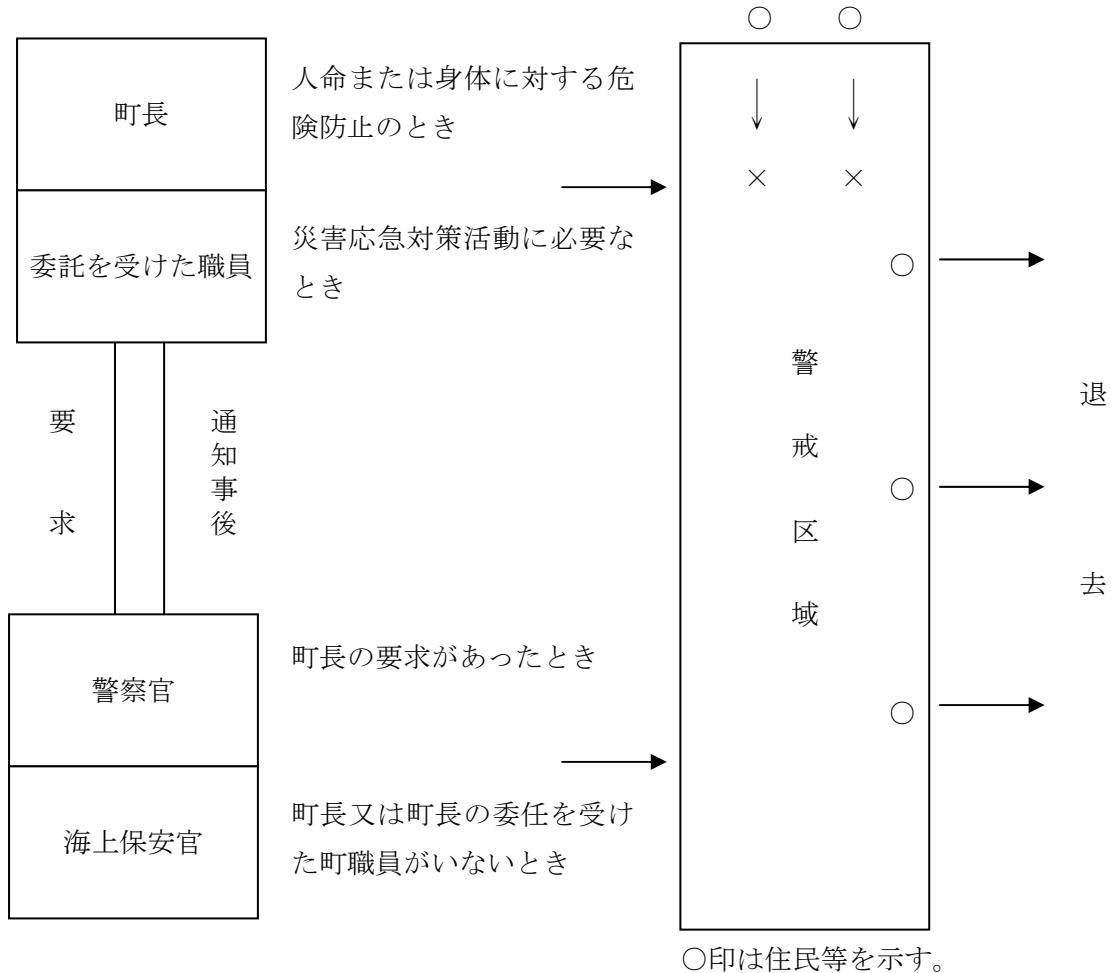 ○ ○
町長
人命または身体に対する危
険防止のとき
× ×
委託を受けた職員
災害応急対策活動に必要な
とき
○
○
○
警戒区域
退去
要求
通知事後
警察官
町長の要求があったとき
海上保安官
町長又は町長の委任を受け
た町職員がいないとき
○印は住民等を示す。